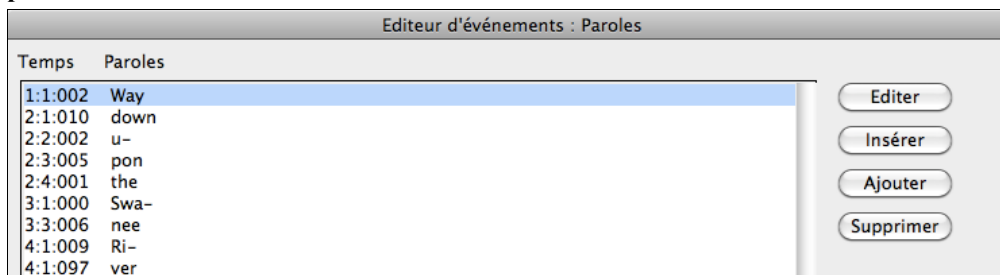 Editeur d'événements : Paroles
Temps Paroles
1:1:002 Way
2:1:010 down
2:2:002 u-
2:3:005 pon
2:4:001 the
3:1:000 Swa-
3:3:006 nee
4:1:009 Ri-
4:1:097 ver
Editer
Insérer
Ajouter
Supprimer